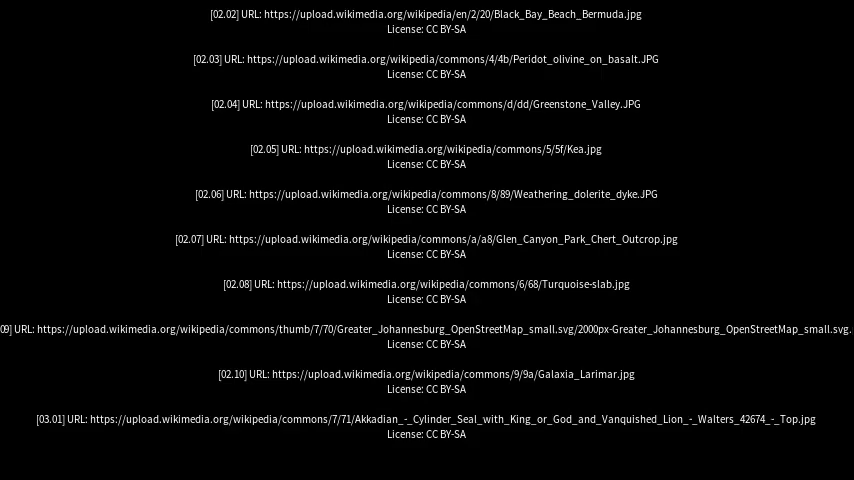 [02.02] URL: https://upload.wikimedia.org/wikipedia/en/2/20/Black_Bay_Beach_Bermuda.jpg
License: CC BY-SA
[02.03] URL: https://upload.wikimedia.org/wikipedia/commons/4/4b/Peridot_olivine_on_basalt.JPG
License: CC BY-SA
[02.04] URL: https://upload.wikimedia.org/wikipedia/commons/d/dd/Greenstone_Valley.JPG
License: CC BY-SA
[02.05] URL: https://upload.wikimedia.org/wikipedia/commons/5/5f/Kea.jpg
License: CC BY-SA
[02.06] URL: https://upload.wikimedia.org/wikipedia/commons/8/89/Weathering_dolerite_dyke.JPG
License: CC BY-SA
[02.07] URL: https://upload.wikimedia.org/wikipedia/commons/a/a8/Glen_Canyon_Park_Chert_Outcrop.jpg
License: CC BY-SA
[02.08] URL: https://upload.wikimedia.org/wikipedia/commons/6/68/Turquoise-slab.jpg
License: CC BY-SA
09] URL: https://upload.wikimedia.org/wikipedia/commons/thumb/7/70/Greater_Johannesburg_OpenStreetMap_small.svg/2000px-Greater_Johannesburg_OpenStreetMap_small.svg.
License: CC BY-SA
[02.10] URL: https://upload.wikimedia.org/wikipedia/commons/9/9a/Galaxia_Larimar.jpg
License: CC BY-SA
[03.01] URL: https://upload.wikimedia.org/wikipedia/commons/7/71/Akkadian_-_Cylinder_Seal_with_King_or_God_and_Vanquished_Lion_-_Walters_42674_-_Top.jpg
License: CC BY-SA